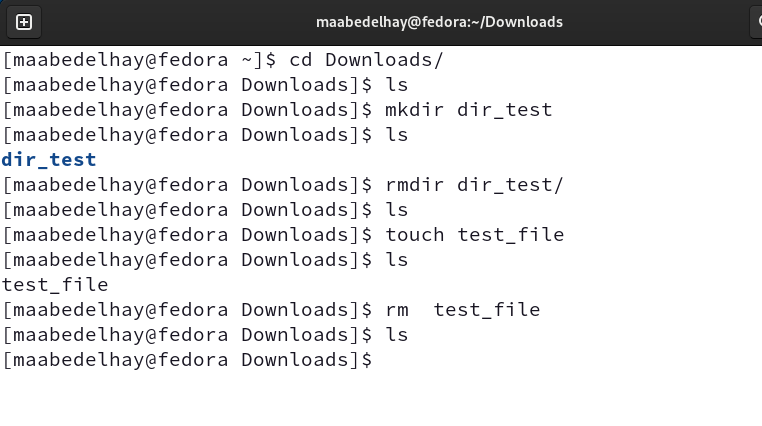 maabedelhay@fedora:~/Downloads
[maabedelhay@fedora ~]$ cd Downloads/
[maabedelhay@fedora Downloads]$ ls
[maabedelhay@fedora Downloads]$ mkdir dir_test
[maabedelhay@fedora Downloads]$ ls
dir_test
[maabedelhay@fedora Downloads]$ rmdir dir_test/
[maabedelhay@fedora Downloads]$ ls
[maabedelhay@fedora Downloads]$ touch test_file
[maabedelhay@fedora Downloads]$ ls
test_file
[maabedelhay@fedora Downloads]$ rm  test_file
[maabedelhay@fedora Downloads]$ ls
[maabedelhay@fedora Downloads]$